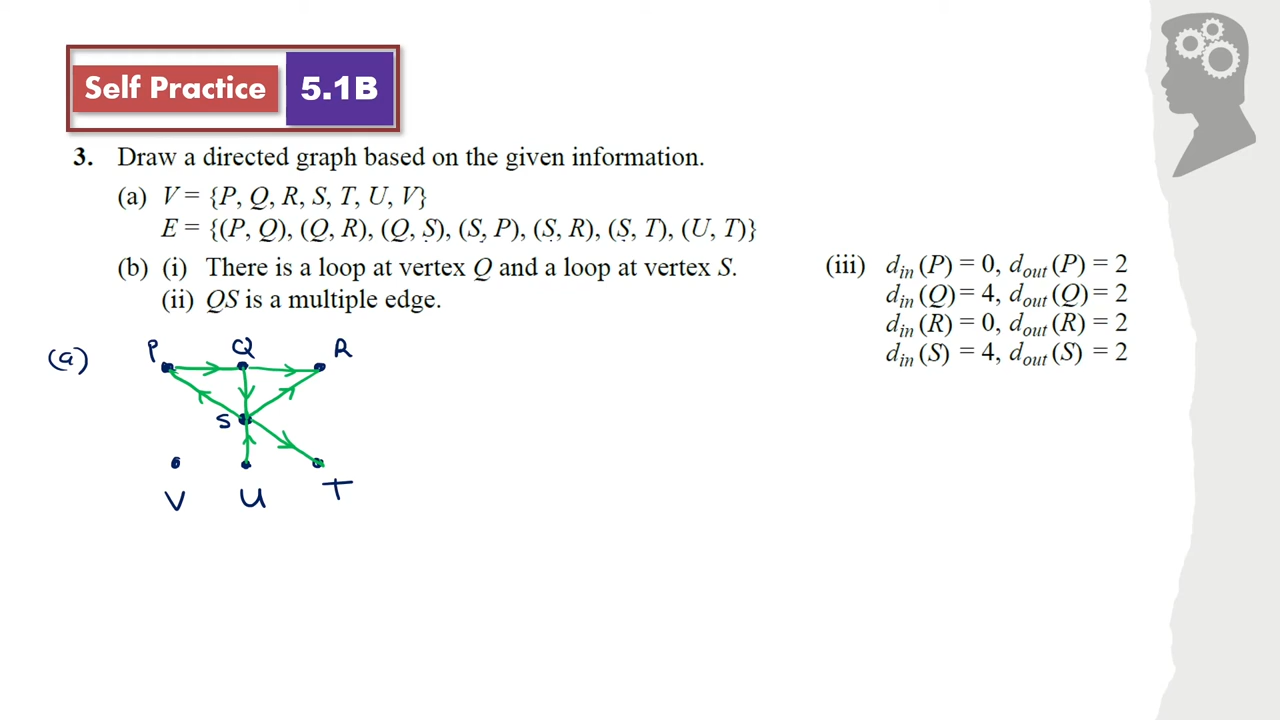 Self Practice 5.1B
3. Draw a directed graph based on the given information.
(a) V = {P, Q, R, S, T, U, V}
E = {(P, Q), (Q, R), (Q, S), (S, P), (S, R), (S, T), (U, T)}
(b) (i) There is a loop at vertex Q and a loop at vertex S.
(ii) QS is a multiple edge.
(iii) d_in (P) = 0, d_out (P) = 2
d_in (Q) = 4, d_out (Q) = 2
d_in (R) = 0, d_out (R) = 2
d_in (S) = 4, d_out (S) = 2
(a) P Q R
S
V U T